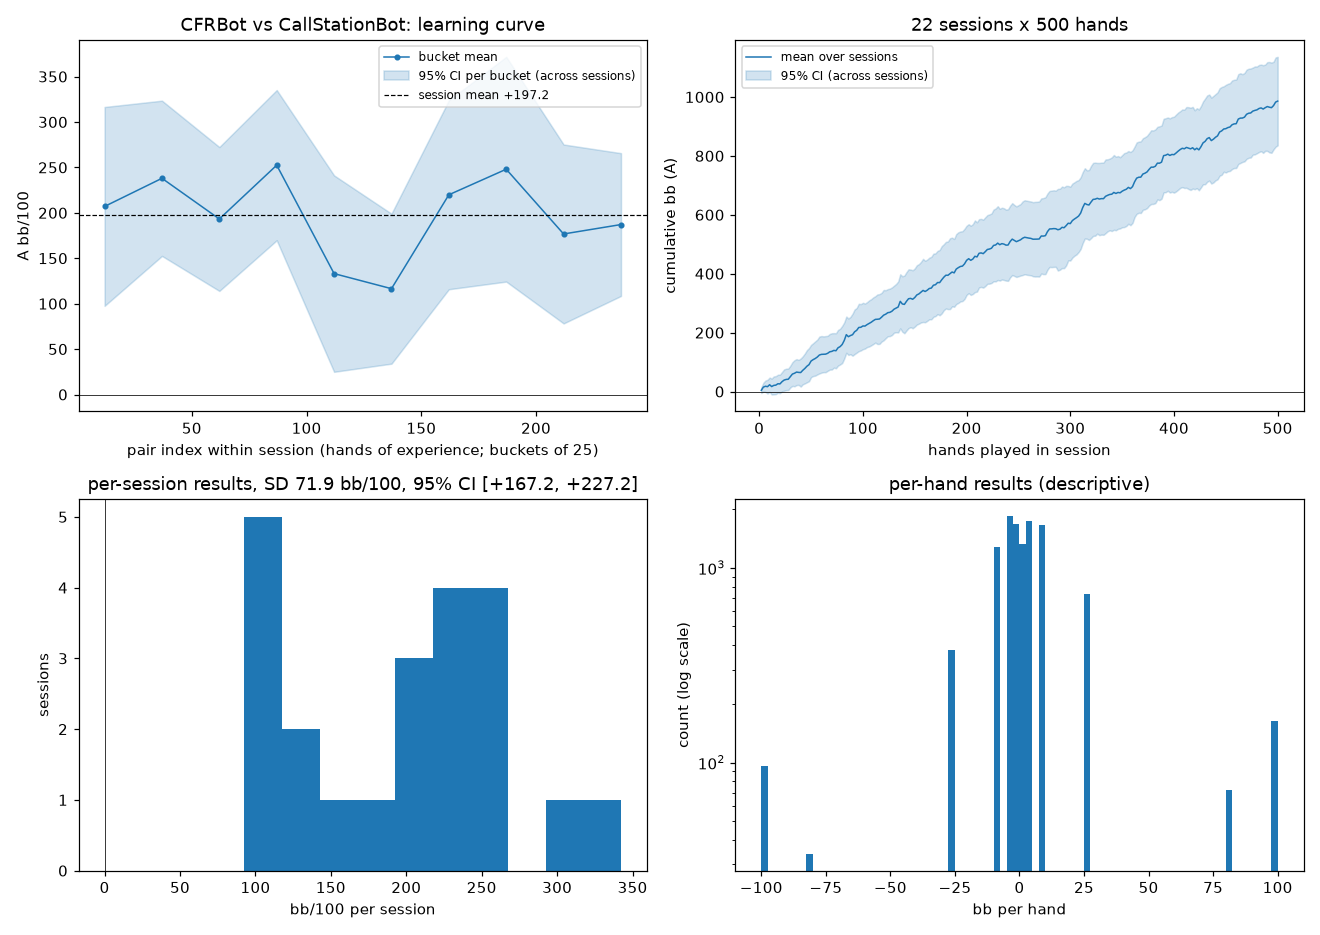 CFRBot vs CallStationBot: learning curve
bucket mean
95% CI per bucket (across sessions)
session mean +197.2
350
300
250
200
150
100
50
0
A bb/100
50
100
150
200
pair index within session (hands of experience; buckets of 25)
22 sessions x 500 hands
mean over sessions
95% CI (across sessions)
1000
800
600
400
200
0
cumulative bb (A)
0
100
200
300
400
500
hands played in session
per-session results, SD 71.9 bb/100, 95% CI [+167.2, +227.2]
5
4
3
2
1
0
sessions
0
50
100
150
200
250
300
350
bb/100 per session
per-hand results (descriptive)
10³
10²
count (log scale)
−100
−75
−50
−25
0
25
50
75
100
bb per hand